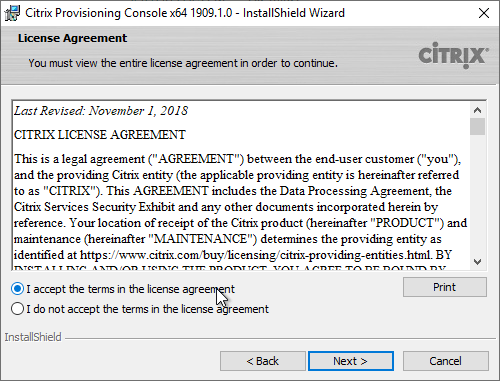 Citrix Provisioning Console x64 1909.1.0 - InstallShield Wizard
License Agreement
You must view the entire license agreement in order to continue.
CITRIX
Last Revised: November 1, 2018
CITRIX LICENSE AGREEMENT
This is a legal agreement ("AGREEMENT") between the end-user customer ("you"),
and the providing Citrix entity (the applicable providing entity is hereinafter referred
to as "CITRIX"). This AGREEMENT includes the Data Processing Agreement, the
Citrix Services Security Exhibit and any other documents incorporated herein by
reference. Your location of receipt of the Citrix product (hereinafter "PRODUCT") and
maintenance (hereinafter "MAINTENANCE") determines the providing entity as
identified at https://www.citrix.com/buy/licensing/citrix-providing-entities.html. BY
INSTALLING AND/OR USING THE PRODUCT, YOU AGREE TO BE BOUND BY
I accept the terms in the license agreement
Print
I do not accept the terms in the license agreement
InstallShield
< Back
Next >
Cancel